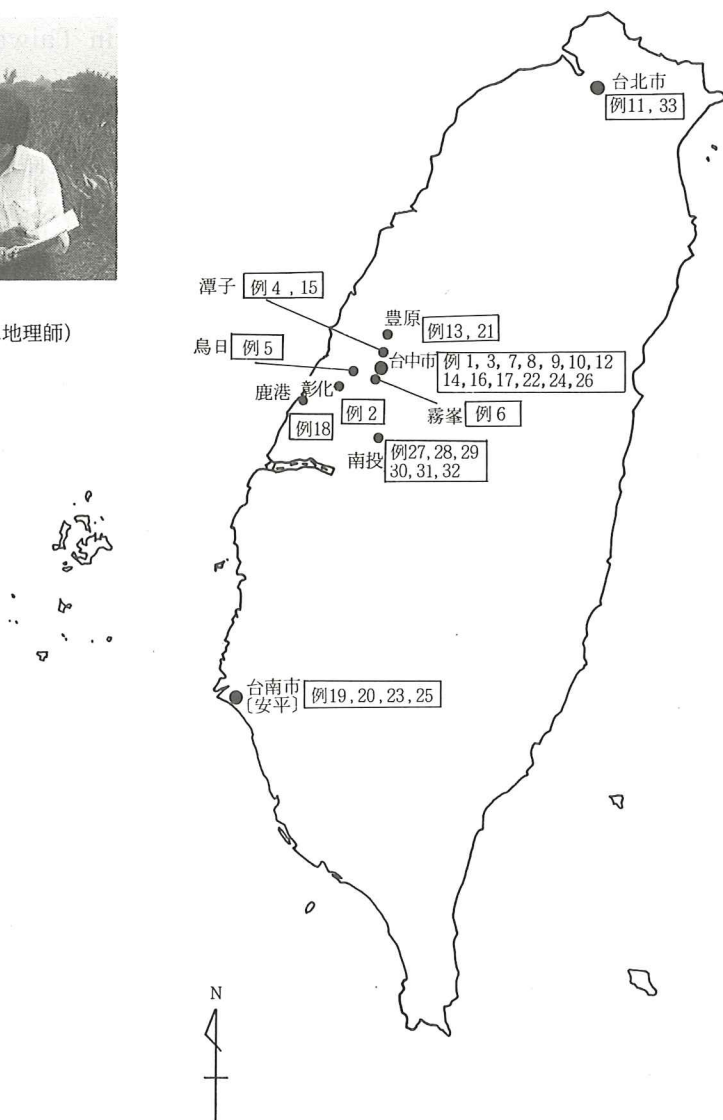 台北市
例11, 33
潭子 例 4 , 15
豊原 例13, 21
烏日 例 5
台中市 例 1, 3, 7, 8, 9, 10, 12
14, 16, 17, 22, 24, 26
鹿港
彰化
例 2
例18
霧峯 例 6
南投 例27, 28, 29
30, 31, 32
台南市
〔安平〕
例19, 20, 23, 25
地理師)
N